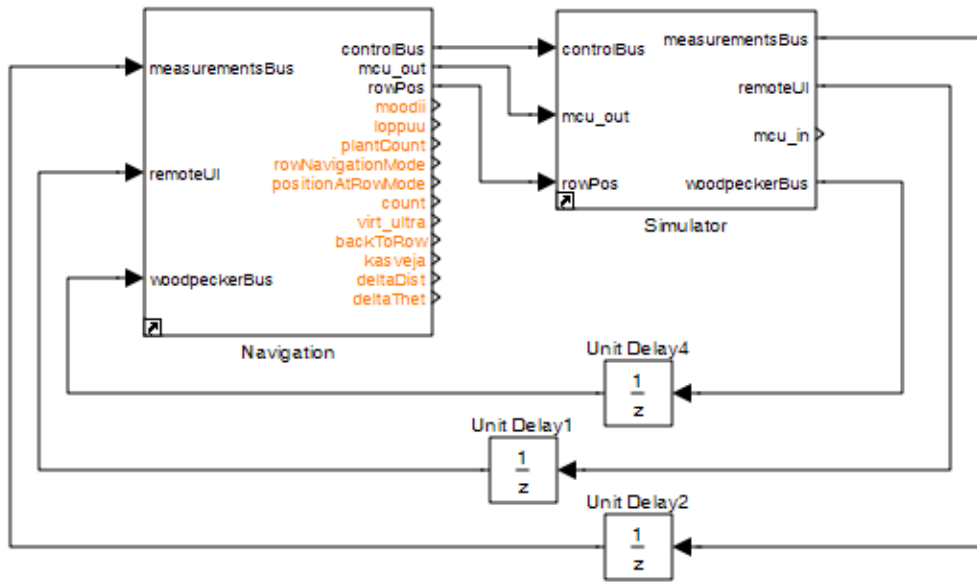 measurementsBus
remoteUI
woodpeckerBus
controlBus
mcu_out
rowPos
moodii
loppuu
plantCount
rowNavigationMode
positionAtRowMode
count
virt_ultra
backToRow
kasveja
deltaDist
deltaThet
Navigation
controlBus
mcu_out
rowPos
measurementsBus
remoteUI
mcu_in
woodpeckerBus
Simulator
Unit Delay4
1
z
Unit Delay1
1
z
Unit Delay2
1
z